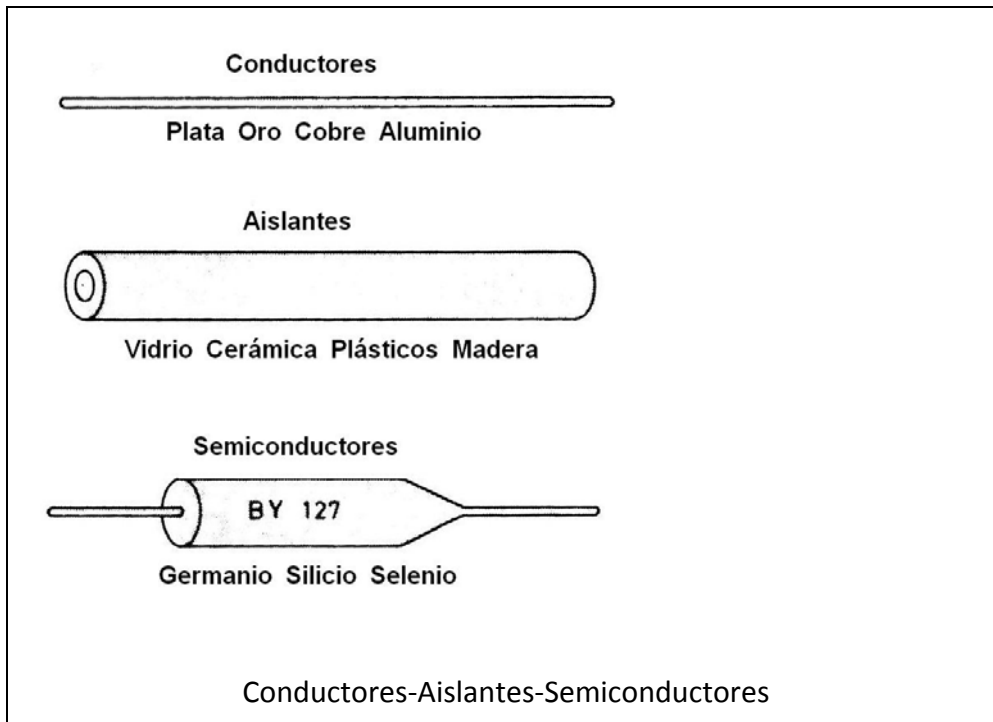 Conductores
Plata Oro Cobre Aluminio
Aislantes
Vidrio Cerámica Plásticos Madera
Semiconductores
BY 127
Germanio Silicio Selenio
Conductores-Aislantes-Semiconductores